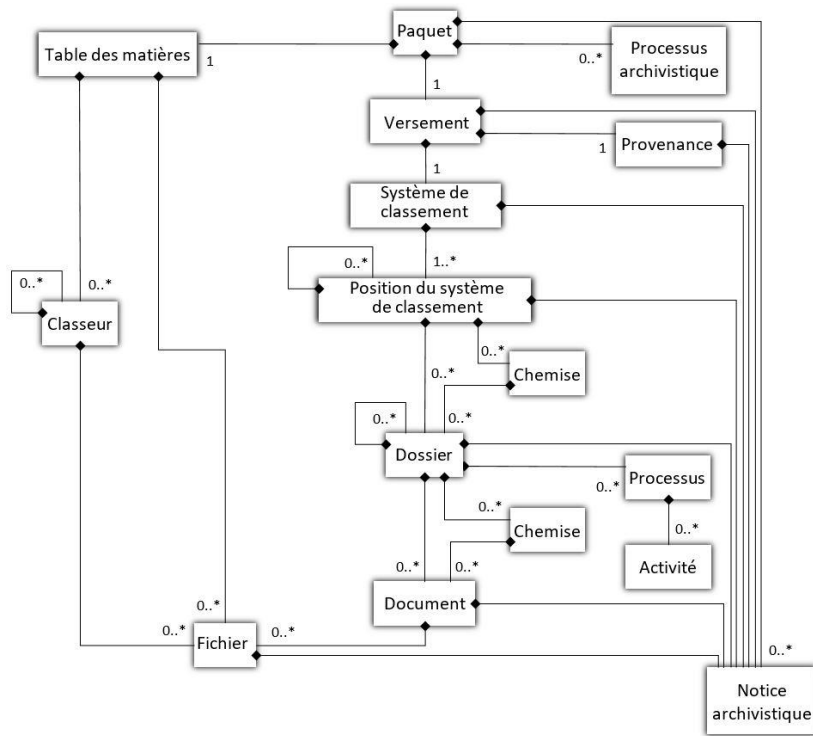 Paquet
Table des matières
1
0..*
Processus
archivistique
1
Versement
1
Provenance
1
Système de
classement
0..*
1..*
0..*
0..*
Position du système
de classement
Classeur
0..*
Chemise
0..*
0..*
0..*
Dossier
Processus
0..*
0..*
Chemise
0..*
0..*
0..*
Activité
Document
0..*
0..*
0..*
Fichier
0..*
Notice
archivistique